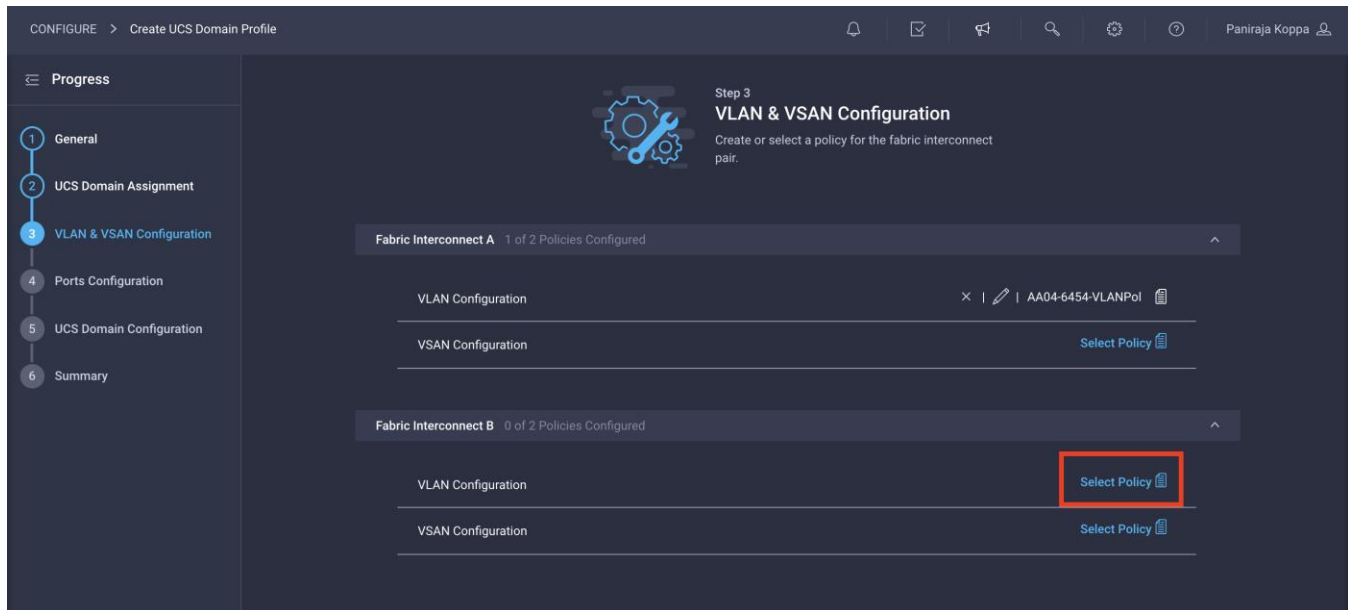 CONFIGURE > Create UCS Domain Profile
Paniraja Koppa
Progress
1 General
2 UCS Domain Assignment
3 VLAN & VSAN Configuration
4 Ports Configuration
5 UCS Domain Configuration
6 Summary
Step 3
VLAN & VSAN Configuration
Create or select a policy for the fabric interconnect
pair.
Fabric Interconnect A 1 of 2 Policies Configured
VLAN Configuration × | | AA04-6454-VLANPol
VSAN Configuration Select Policy
Fabric Interconnect B 0 of 2 Policies Configured
VLAN Configuration Select Policy
VSAN Configuration Select Policy